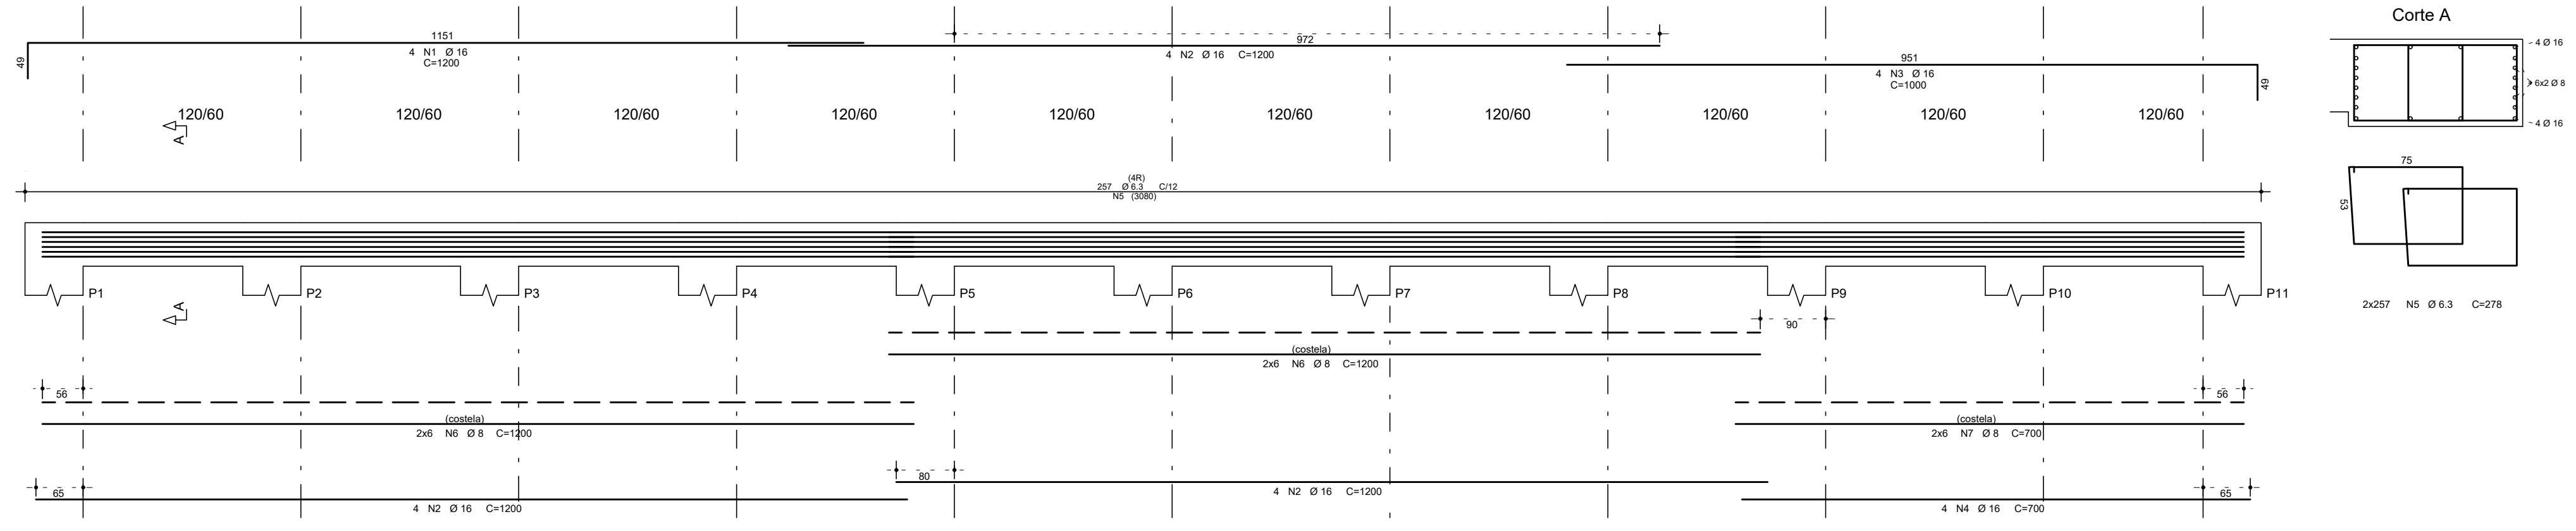 Corte A
1151
4 N1 Ø 16
C=1200
49
972
4 N2 Ø 16 C=1200
951
4 N3 Ø 16
C=1000
49
120/60 120/60 120/60 120/60 120/60 120/60 120/60 120/60 120/60 120/60
A
4 Ø 16
6x2 Ø 8
4 Ø 16
(4R)
257 Ø 6.3 C/12
N5 (3080)
75
53
2x257 N5 Ø 6.3 C=278
P1 P2 P3 P4 P5 P6 P7 P8 P9 P10 P11
A
90
(costela)
2x6 N6 Ø 8 C=1200
56
(costela)
2x6 N6 Ø 8 C=1200
56
(costela)
2x6 N7 Ø 8 C=700
65
4 N2 Ø 16 C=1200
80
4 N2 Ø 16 C=1200
65
4 N4 Ø 16 C=700